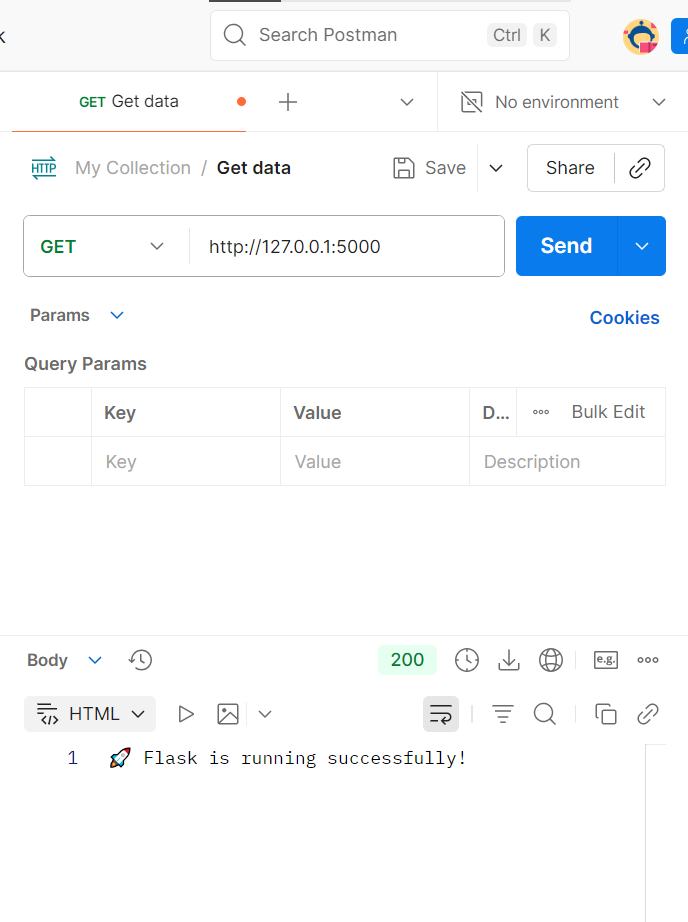 k
Search Postman Ctrl K
GET Get data No environment
HTTP My Collection / Get data Save Share
GET http://127.0.0.1:5000 Send
Params Cookies
Query Params
Key Value D... Bulk Edit
Key Value Description
Body 200 e.g.
HTML
1 🚀 Flask is running successfully!